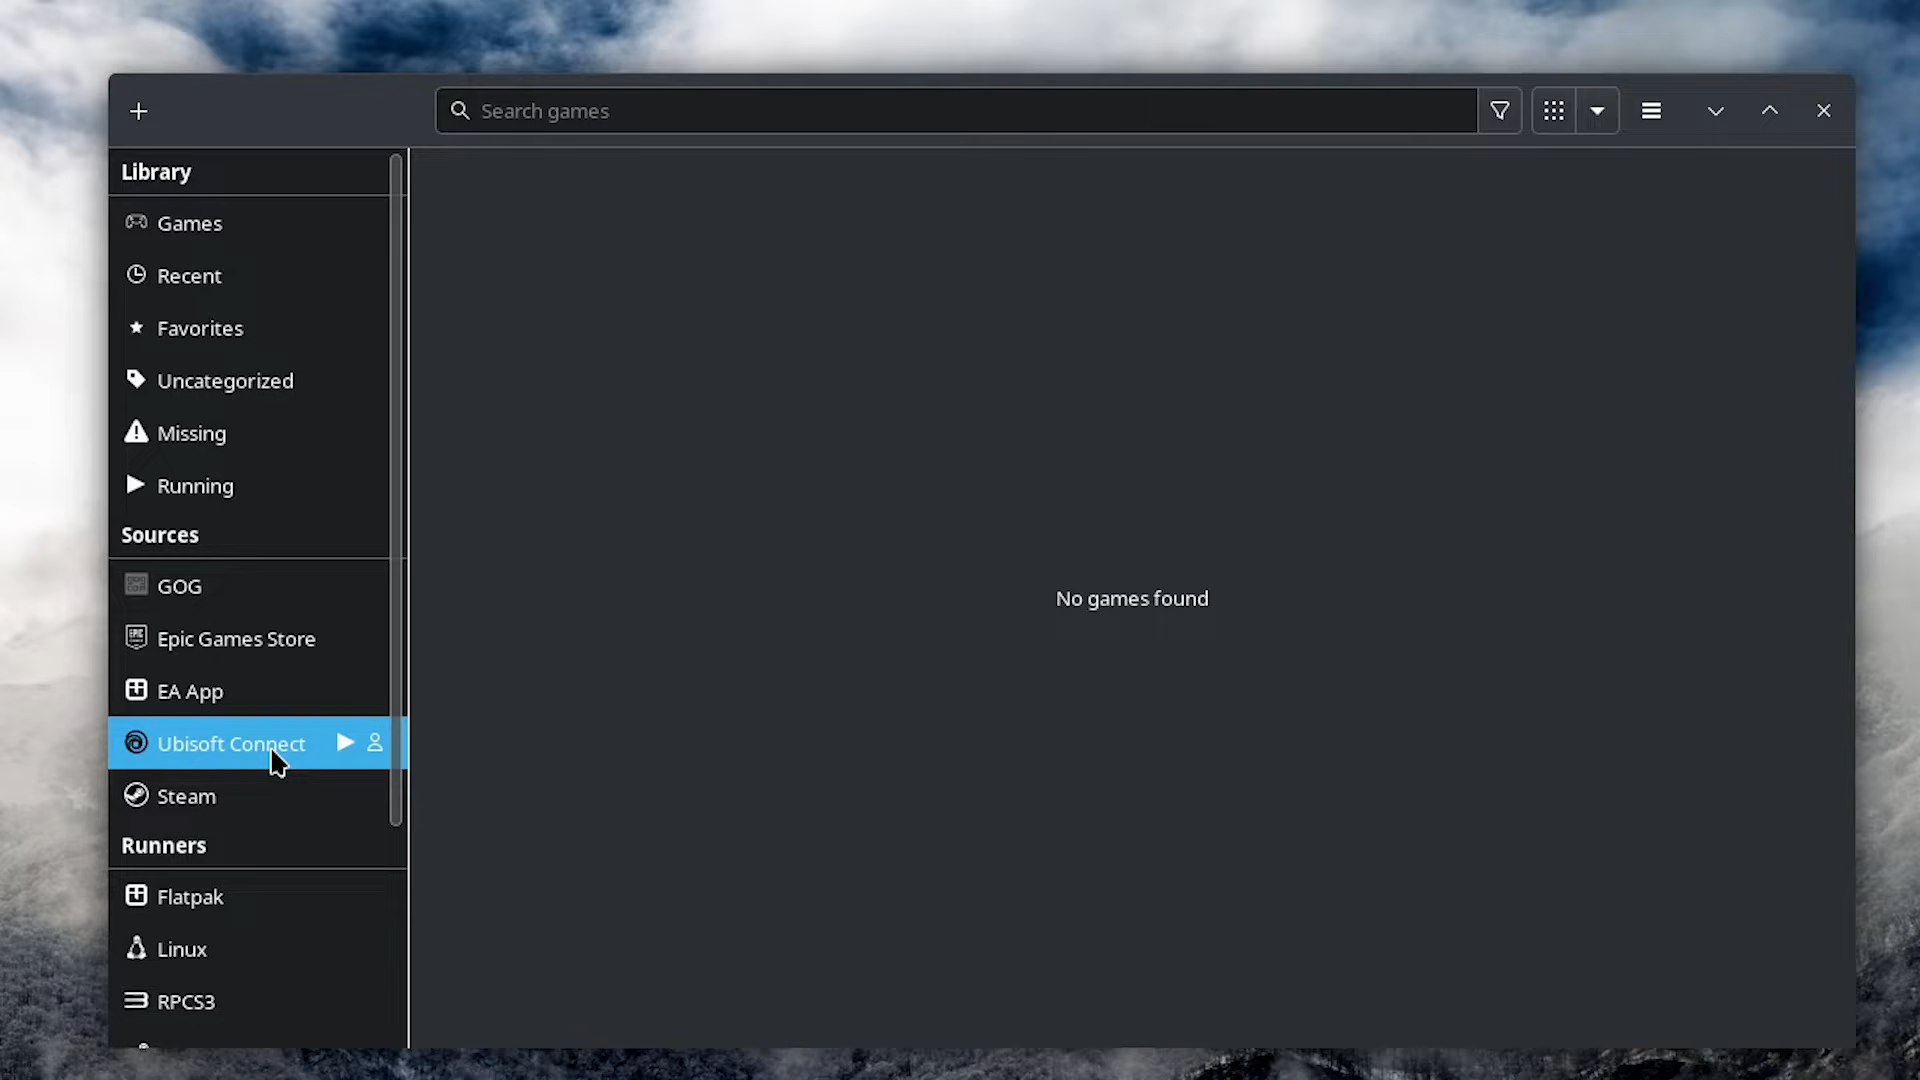 Search games
Library
Games
Recent
Favorites
Uncategorized
Missing
Running
Sources
GOG
Epic Games Store
EA App
Ubisoft Connect
Steam
Runners
Flatpak
Linux
RPCS3
No games found